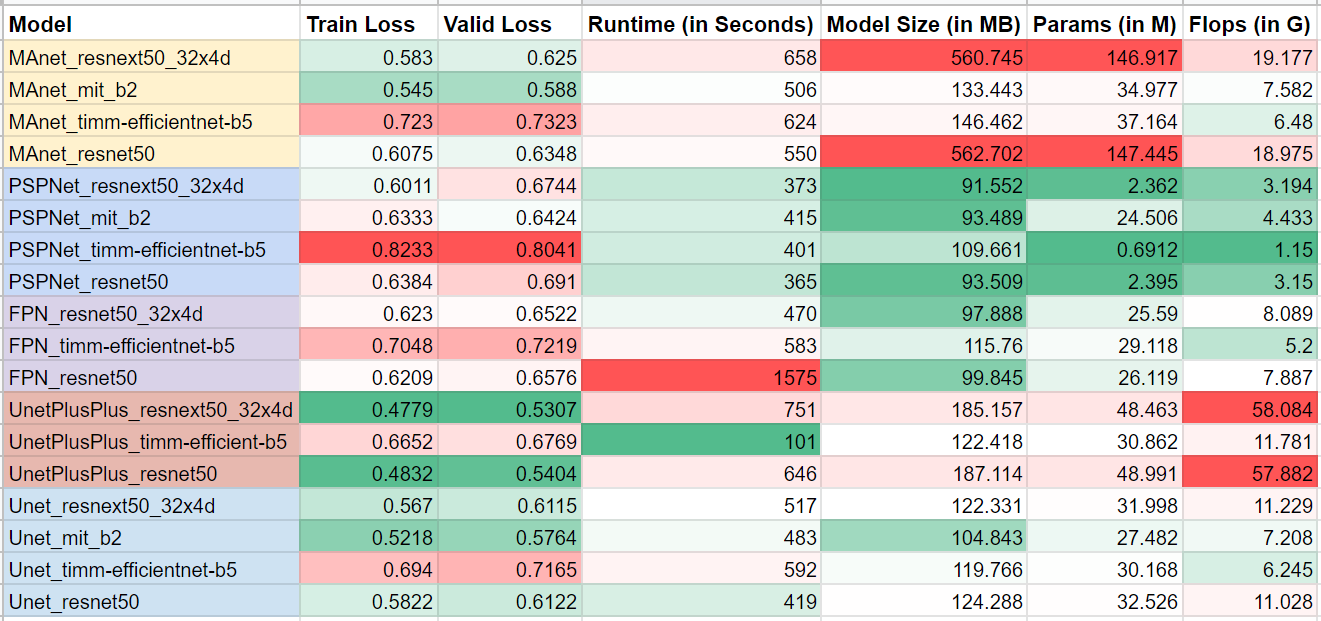 Model Train Loss Valid Loss Runtime (in Seconds) Model Size (in MB) Params (in M) Flops (in G)
MAnet_resnext50_32x4d 0.583 0.625 658 560.745 146.917 19.177
MAnet_mit_b2 0.545 0.588 506 133.443 34.977 7.582
MAnet_timm-efficientnet-b5 0.723 0.7323 624 146.462 37.164 6.48
MAnet_resnet50 0.6075 0.6348 550 562.702 147.445 18.975
PSPNet_resnext50_32x4d 0.6011 0.6744 373 91.552 2.362 3.194
PSPNet_mit_b2 0.6333 0.6424 415 93.489 24.506 4.433
PSPNet_timm-efficientnet-b5 0.8233 0.8041 401 109.661 0.6912 1.15
PSPNet_resnet50 0.6384 0.691 365 93.509 2.395 3.15
FPN_resnet50_32x4d 0.623 0.6522 470 97.888 25.59 8.089
FPN_timm-efficientnet-b5 0.7048 0.7219 583 115.76 29.118 5.2
FPN_resnet50 0.6209 0.6576 1575 99.845 26.119 7.887
UnetPlusPlus_resnext50_32x4d 0.4779 0.5307 751 185.157 48.463 58.084
UnetPlusPlus_timm-efficient-b5 0.6652 0.6769 101 122.418 30.862 11.781
UnetPlusPlus_resnet50 0.4832 0.5404 646 187.114 48.991 57.882
Unet_resnext50_32x4d 0.567 0.6115 517 122.331 31.998 11.229
Unet_mit_b2 0.5218 0.5764 483 104.843 27.482 7.208
Unet_timm-efficientnet-b5 0.694 0.7165 592 119.766 30.168 6.245
Unet_resnet50 0.5822 0.6122 419 124.288 32.526 11.028